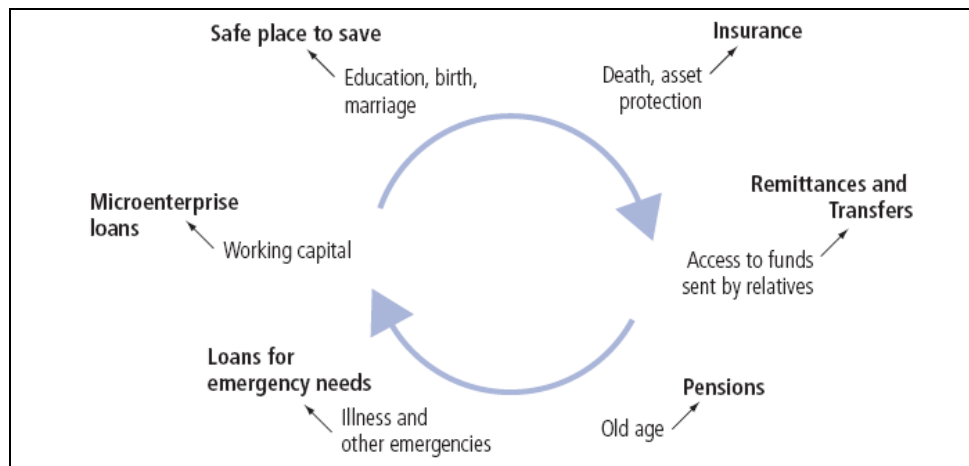 Safe place to save
Education, birth,
marriage
Insurance
Death, asset
protection
Microenterprise
loans
Working capital
Remittances and
Transfers
Access to funds
sent by relatives
Loans for
emergency needs
Illness and
other emergencies
Pensions
Old age